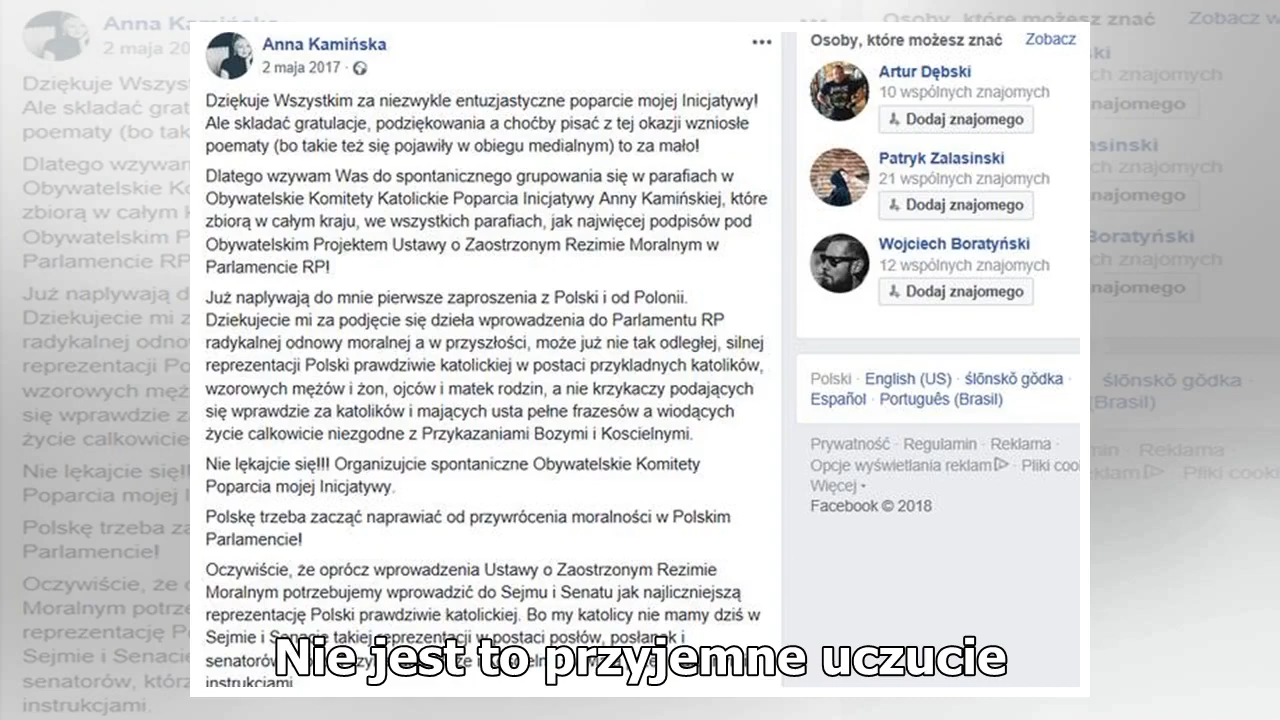 Anna Kamińska
2 maja 2017 ·
Dziękuje Wszystkim za niezwykle entuzjastyczne poparcie mojej Inicjatywy!
Ale skladać gratulacje, podziękowania a choćby pisać z tej okazji wzniosłe
poematy (bo takie też się pojawiły w obiegu medialnym) to za mało!
Dlatego wzywam Was do spontanicznego grupowania się w parafiach w
Obywatelskie Komitety Katolickie Poparcia Inicjatywy Anny Kamińskiej, które
zbiorą w całym kraju, we wszystkich parafiach, jak najwięcej podpisów pod
Obywatelskim Projektem Ustawy o Zaostrzonym Rezimie Moralnym w
Parlamencie RP!
Już naplywają do mnie pierwsze zaproszenia z Polski i od Polonii.
Dziekujecie mi za podjęcie się dzieła wprowadzenia do Parlamentu RP
radykalnej odnowy moralnej a w przyszłości, może już nie tak odległej, silnej
reprezentacji Polski prawdziwie katolickiej w postaci przykladnych katolików,
wzorowych mężów i żon, ojców i matek rodzin, a nie krzykaczy podających
się wprawdzie za katolików i mających usta pełne frazesów a wiodących
życie calkowicie niezgodne z Przykazaniami Bozymi i Koscielnymi.
Nie lękajcie się!!! Organizujcie spontaniczne Obywatelskie Komitety
Poparcia mojej Inicjatywy.
Polskę trzeba zacząć naprawiać od przywrócenia moralności w Polskim
Parlamencie!
Oczywiście, że oprócz wprowadzenia Ustawy o Zaostrzonym Rezimie
Moralnym potrzebujemy wprowadzić do Sejmu i Senatu jak najliczniejszą
reprezentację Polski prawdziwie katolickiej. Bo my katolicy nie mamy dziś w
Sejmie i Senacie takiej reprezentacji w postaci posłów, posłanek i
instrukcjami.
Osoby, które możesz znać Zobacz
Artur Dębski
10 wspólnych znajomych
Dodaj znajomego
Patryk Zalasinski
21 wspólnych znajomych
Dodaj znajomego
Wojciech Boratyński
12 wspólnych znajomych
Dodaj znajomego
Polski · English (US) · ślōnskŏ gŏdka ·
Español · Português (Brasil)
Prywatność · Regulamin · Reklama ·
Opcje wyświetlania reklam · Pliki cook
Więcej
Facebook © 2018
Nie jest to przyjemne uczucie